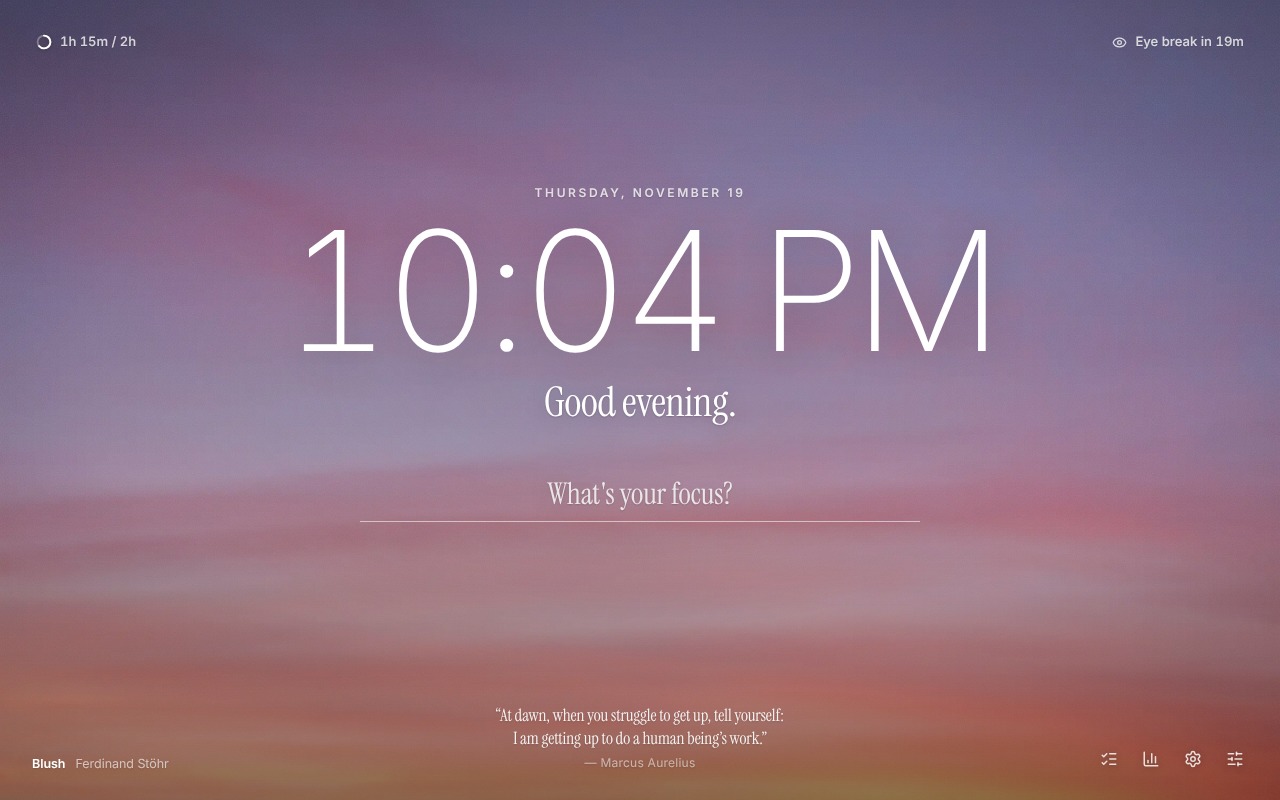 1h 15m / 2h
Eye break in 19m
THURSDAY, NOVEMBER 19
10:04 PM
Good evening.
What's your focus?
“At dawn, when you struggle to get up, tell yourself:
I am getting up to do a human being’s work.”
— Marcus Aurelius
Blush Ferdinand Stöhr